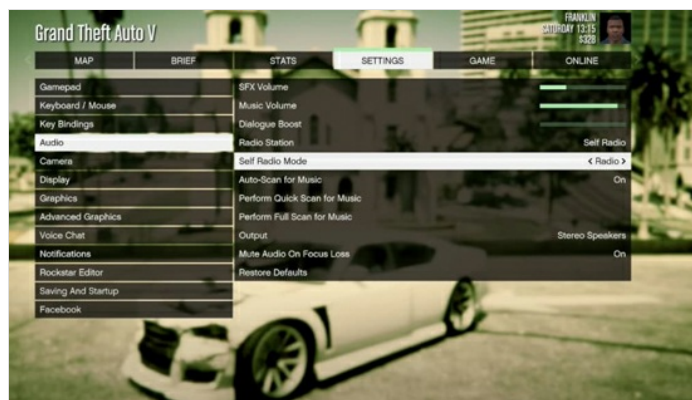 Grand Theft Auto V
FRANKLIN
SATURDAY 13:15
MAP BRIEF STATS SETTINGS GAME ONLINE
Gamepad
Keyboard / Mouse
Key Bindings
Audio
Camera
Display
Graphics
Advanced Graphics
Voice Chat
Notifications
Rockstar Editor
Saving And Startup
Facebook
SFX Volume
Music Volume
Dialogue Boost
Radio Station Self Radio
Self Radio Mode < Radio >
Auto-Scan for Music On
Perform Quick Scan for Music
Perform Full Scan for Music
Output Stereo Speakers
Mute Audio On Focus Loss On
Restore Defaults